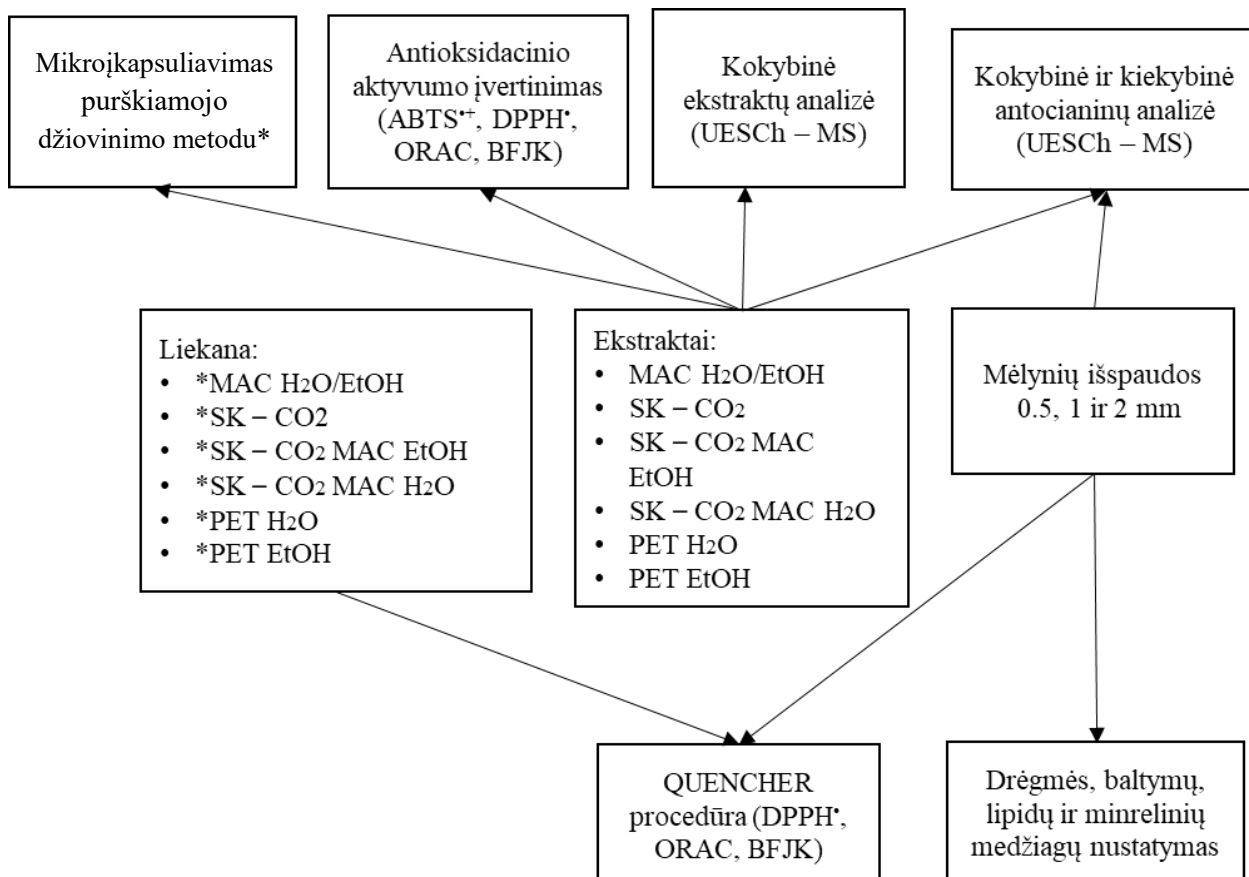 Mikroįkapsuliavimas
purškiamojo
džiovinimo metodu*
Antioksidacinio
aktyvumo įvertinimas
(ABTS•+, DPPH•,
ORAC, BFJK)
Kokybinė
ekstraktų analizė
(UESCh – MS)
Kokybinė ir kiekybinė
antocianinų analizė
(UESCh – MS)
Liekana:
• *MAC H2O/EtOH
• *SK – CO2
• *SK – CO2 MAC EtOH
• *SK – CO2 MAC H2O
• *PET H2O
• *PET EtOH
Ekstraktai:
• MAC H2O/EtOH
• SK – CO2
• SK – CO2 MAC
EtOH
• SK – CO2 MAC H2O
• PET H2O
• PET EtOH
Mėlynių išspaudos
0.5, 1 ir 2 mm
QUENCHER
procedūra (DPPH•,
ORAC, BFJK)
Drėgmės, baltymų,
lipidų ir minrelinių
medžiagų nustatymas